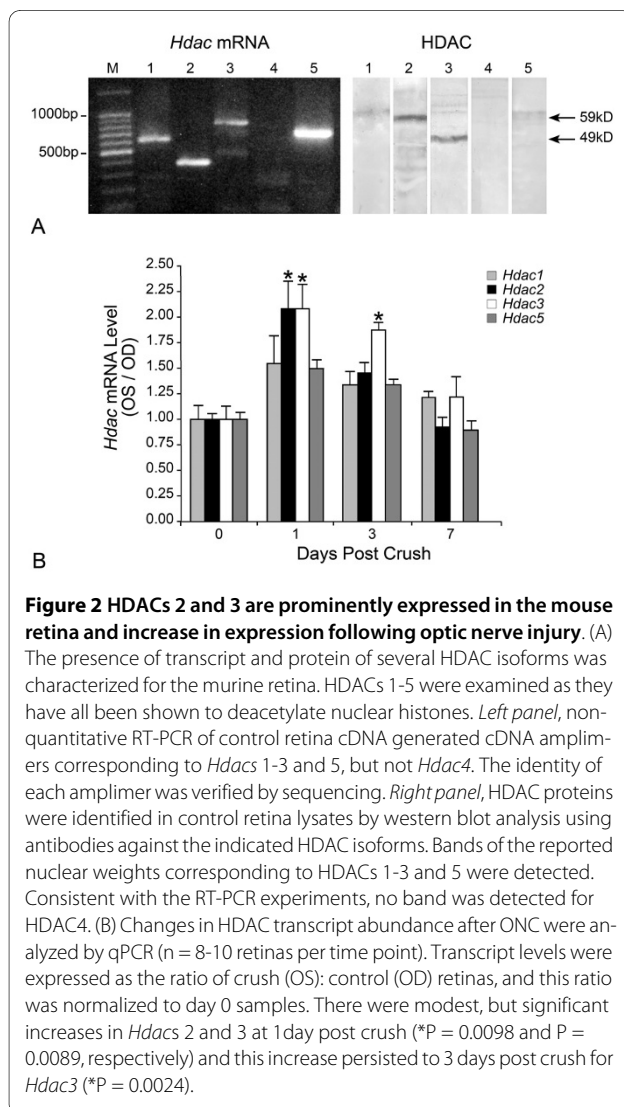 Hdac mRNA HDAC
M 1 2 3 4 5 1 2 3 4 5
1000bp
500bp
59kD
49kD
A
2.50
2.25
2.00
1.75
1.50
1.25
1.00
0.75
0.50
0.25
0.00
Hdac mRNA Level
(OS / OD)
* *
*
Hdac1
Hdac2
Hdac3
Hdac5
0 1 3 7
Days Post Crush
B
Figure 2 HDACs 2 and 3 are prominently expressed in the mouse
retina and increase in expression following optic nerve injury. (A)
The presence of transcript and protein of several HDAC isoforms was
characterized for the murine retina. HDACs 1-5 were examined as they
have all been shown to deacetylate nuclear histones. Left panel, non-
quantitative RT-PCR of control retina cDNA generated cDNA amplim-
ers corresponding to Hdacs 1-3 and 5, but not Hdac4. The identity of
each amplimer was verified by sequencing. Right panel, HDAC proteins
were identified in control retina lysates by western blot analysis using
antibodies against the indicated HDAC isoforms. Bands of the reported
nuclear weights corresponding to HDACs 1-3 and 5 were detected.
Consistent with the RT-PCR experiments, no band was detected for
HDAC4. (B) Changes in HDAC transcript abundance after ONC were an-
alyzed by qPCR (n = 8-10 retinas per time point). Transcript levels were
expressed as the ratio of crush (OS): control (OD) retinas, and this ratio
was normalized to day 0 samples. There were modest, but significant
increases in Hdacs 2 and 3 at 1day post crush (*P = 0.0098 and P =
0.0089, respectively) and this increase persisted to 3 days post crush for
Hdac3 (*P = 0.0024).